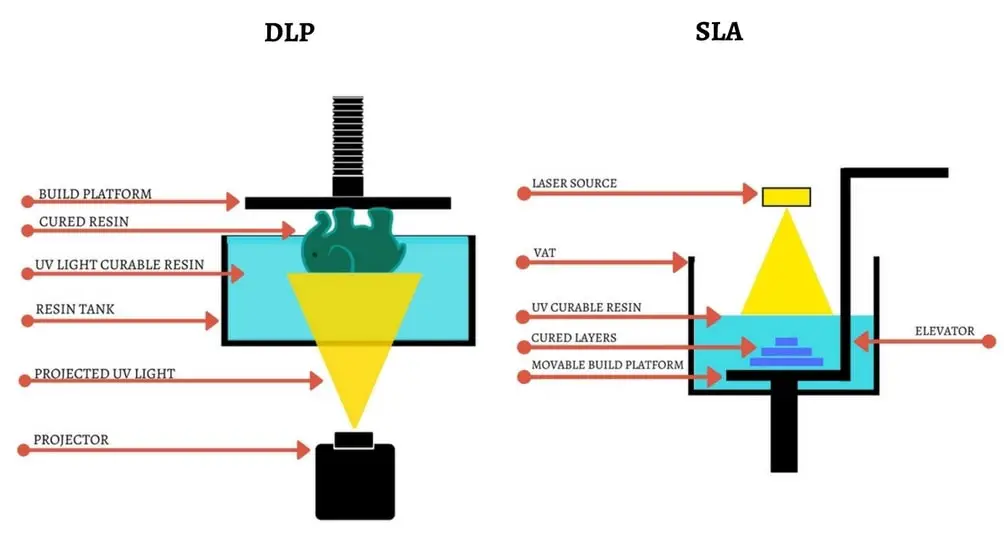 DLP
BUILD PLATFORM
CURED RESIN
UV LIGHT CURABLE RESIN
RESIN TANK
PROJECTED UV LIGHT
PROJECTOR
SLA
LASER SOURCE
VAT
UV CURABLE RESIN
CURED LAYERS
MOVABLE BUILD PLATFORM
ELEVATOR